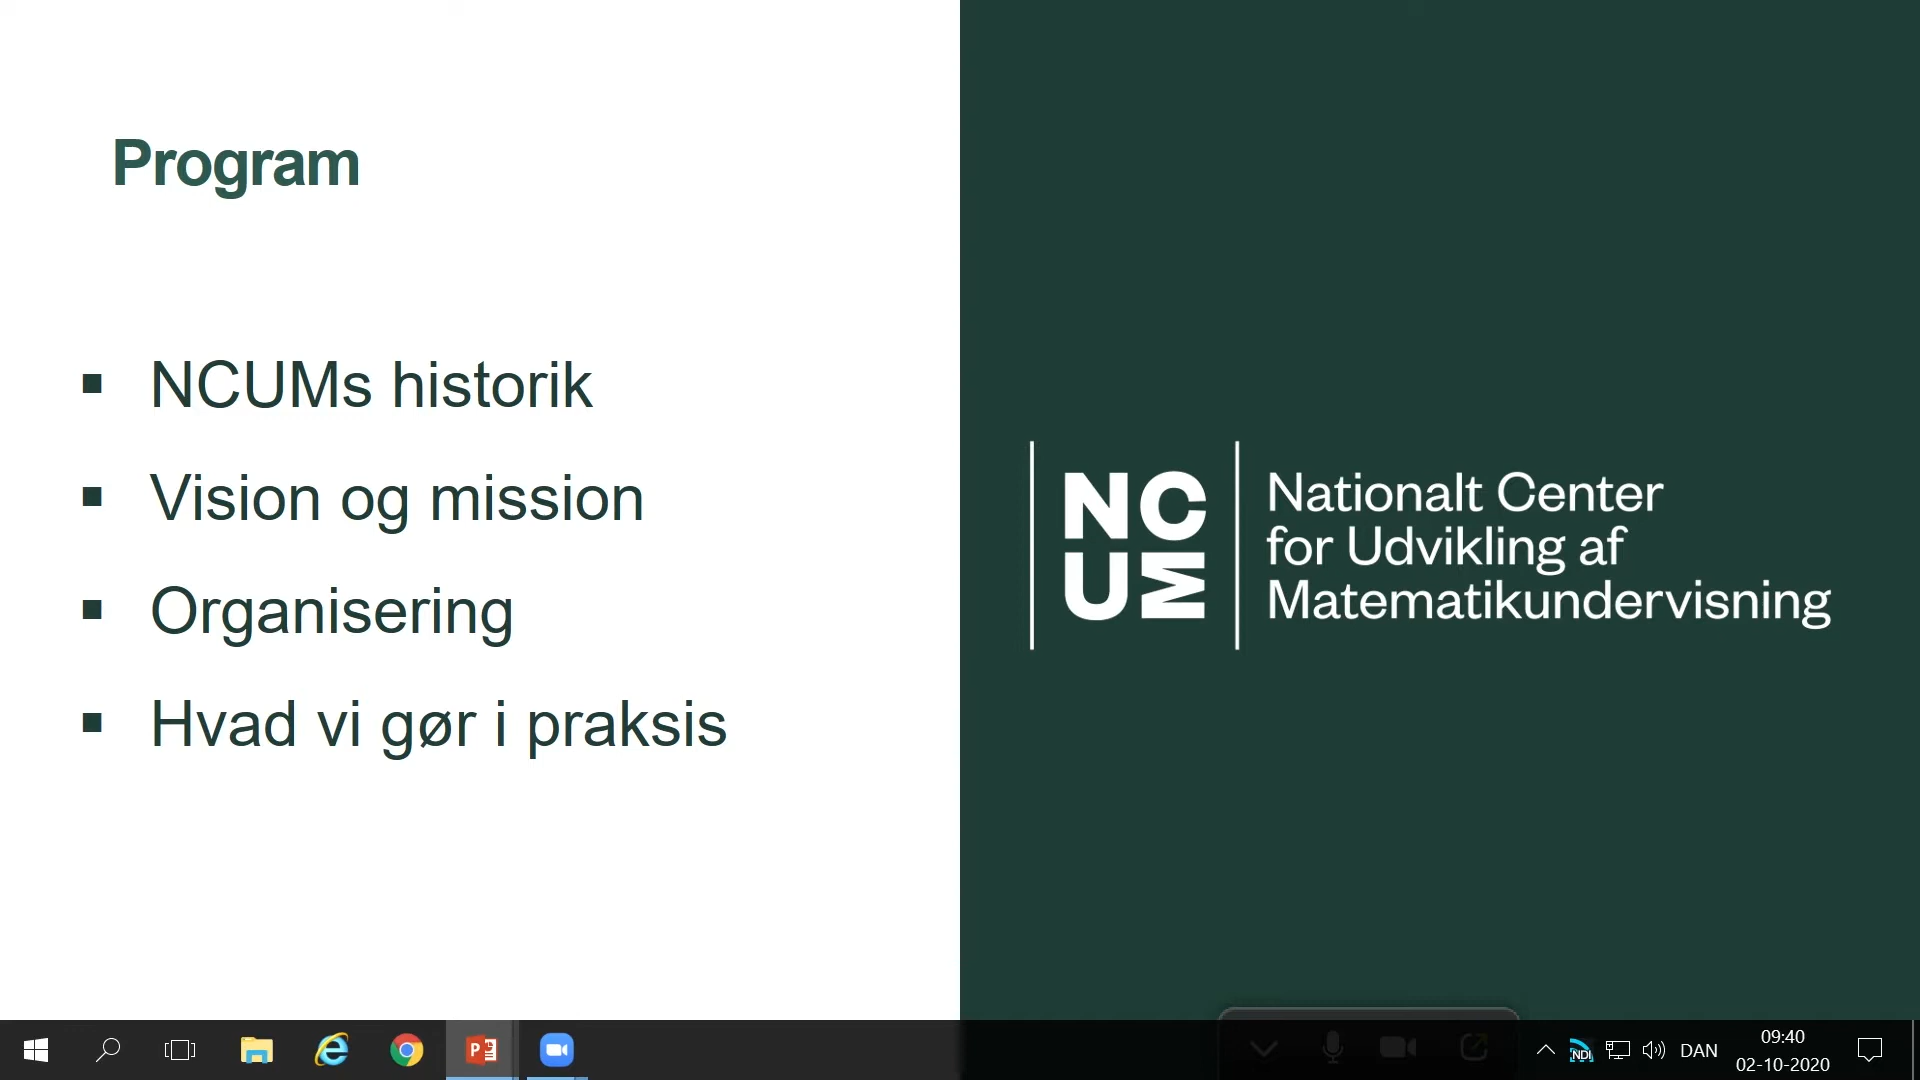 Program
▪ NCUMs historik
▪ Vision og mission
▪ Organisering
▪ Hvad vi gør i praksis
NC
UM
Nationalt Center
for Udvikling af
Matematikundervisning
NDI
DAN
09:40
02-10-2020